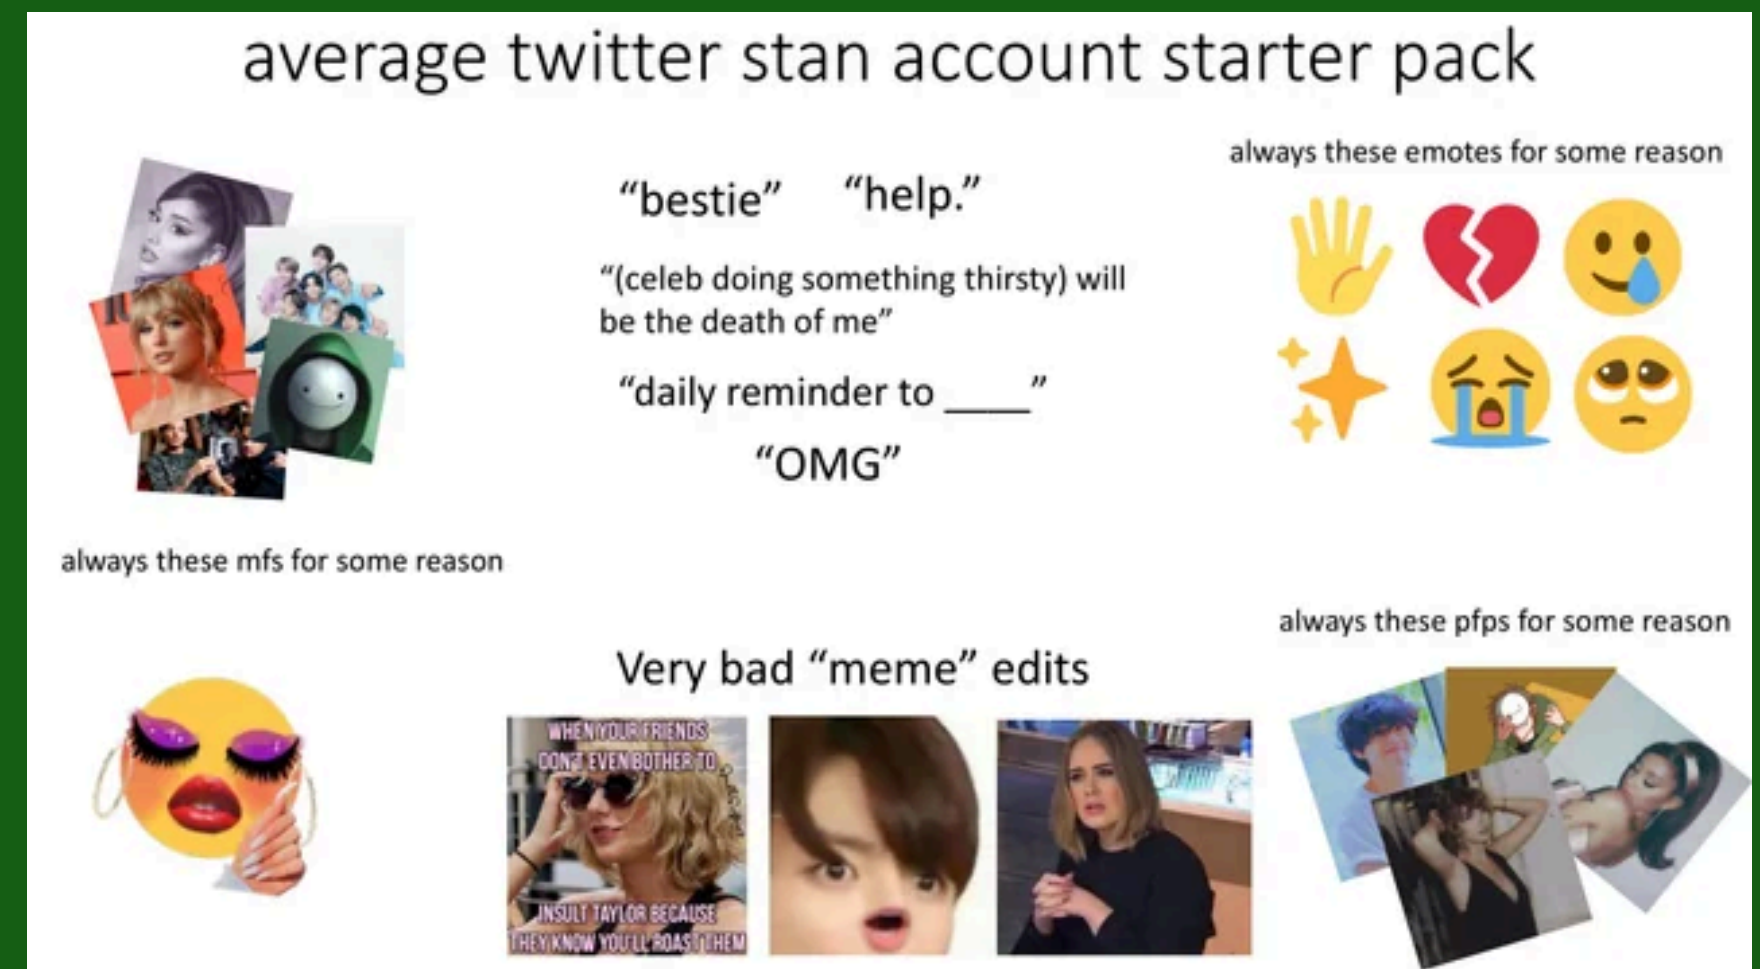 average twitter stan account starter pack
always these emotes for some reason
“bestie” “help.”
“(celeb doing something thirsty) will
be the death of me”
“daily reminder to ____”
“OMG”
always these mfs for some reason
always these pfps for some reason
Very bad “meme” edits
WHEN YOUR FRIENDS
DON'T EVEN BOTHER TO
INSULT TAYLOR BECAUSE
THEY KNOW YOU'LL ROAST THEM